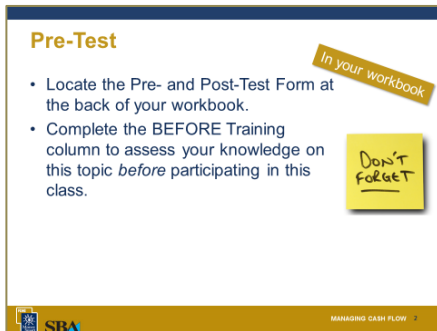 Pre-Test
In your workbook
• Locate the Pre- and Post-Test Form at
the back of your workbook.
• Complete the BEFORE Training
column to assess your knowledge on
this topic before participating in this
class.
DON'T
FORGET
SBA
MANAGING CASH FLOW 2